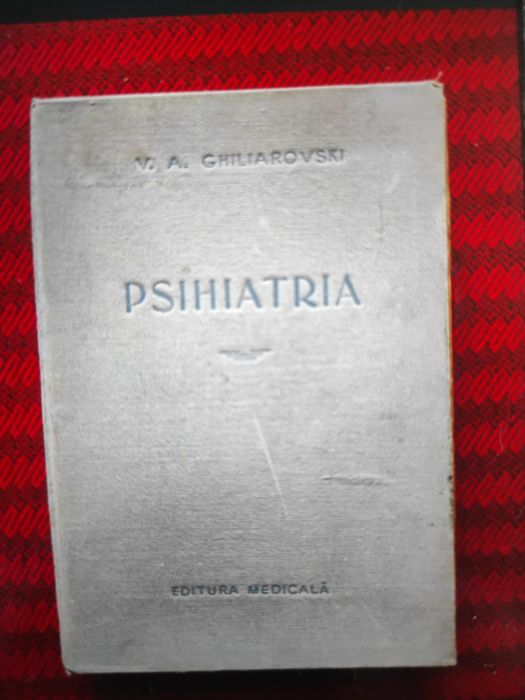 V. A. GHILIAROVSKI
PSIHIATRIA
EDITURA MEDICALĂ